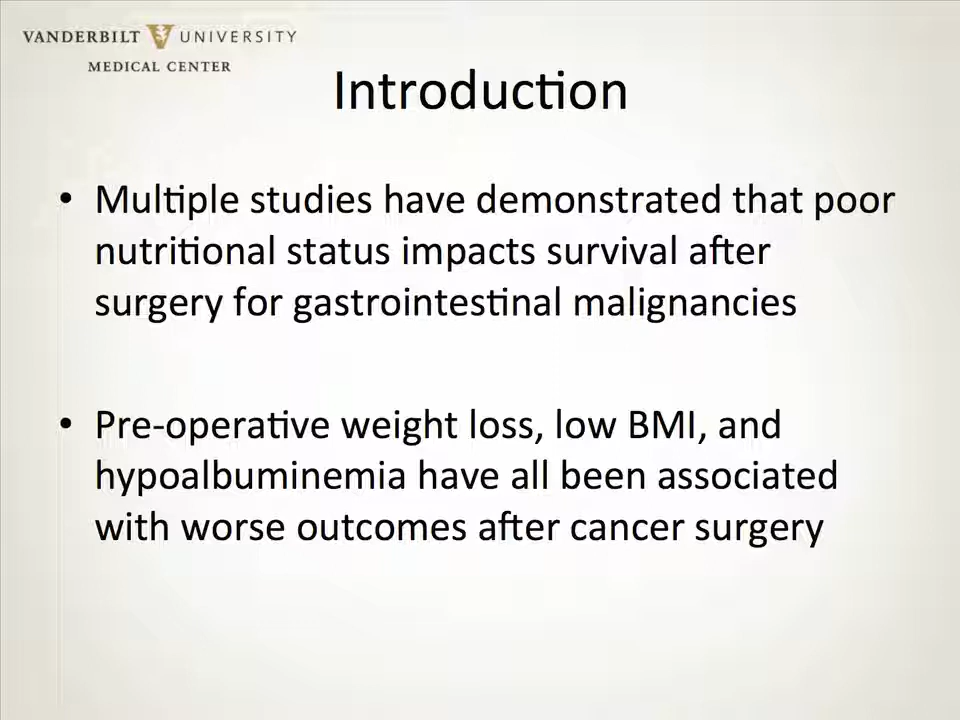 VANDERBILT V UNIVERSITY
MEDICAL CENTER
Introduction
• Multiple studies have demonstrated that poor
nutritional status impacts survival after
surgery for gastrointestinal malignancies
• Pre-operative weight loss, low BMI, and
hypoalbuminemia have all been associated
with worse outcomes after cancer surgery